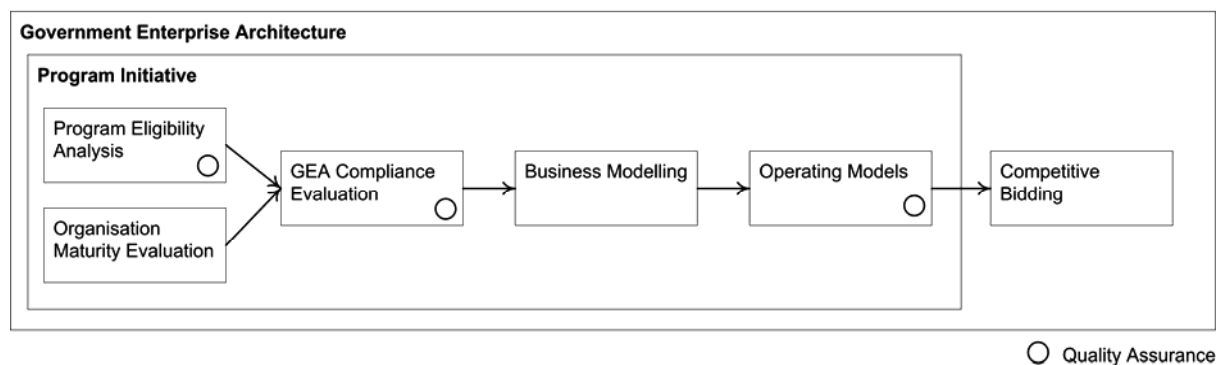 Government Enterprise Architecture
Program Initiative
Program Eligibility
Analysis
Organisation
Maturity Evaluation
GEA Compliance
Evaluation
Business Modelling
Operating Models
Competitive
Bidding
Quality Assurance